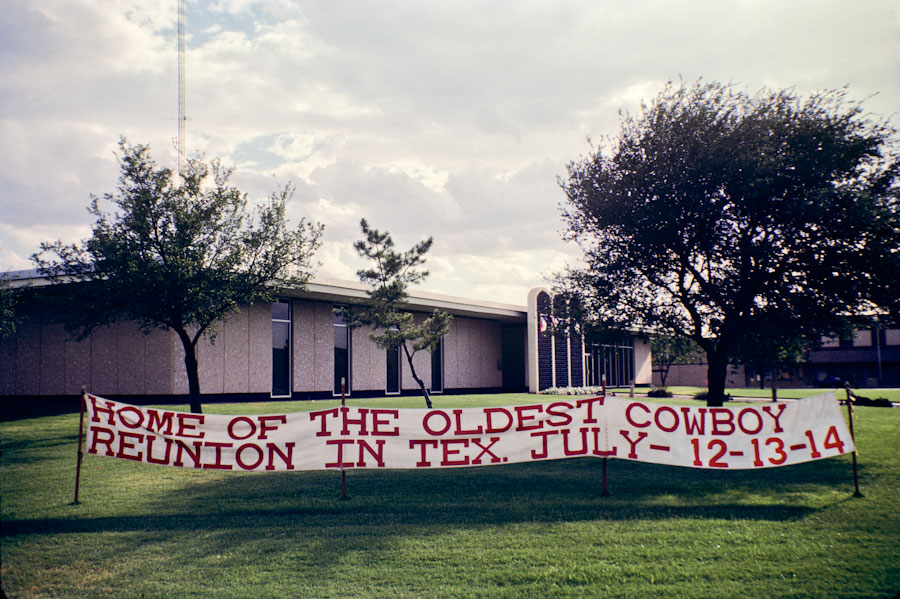 HOME OF THE OLDEST COWBOY
REUNION IN TEX. JULY- 12-13-14